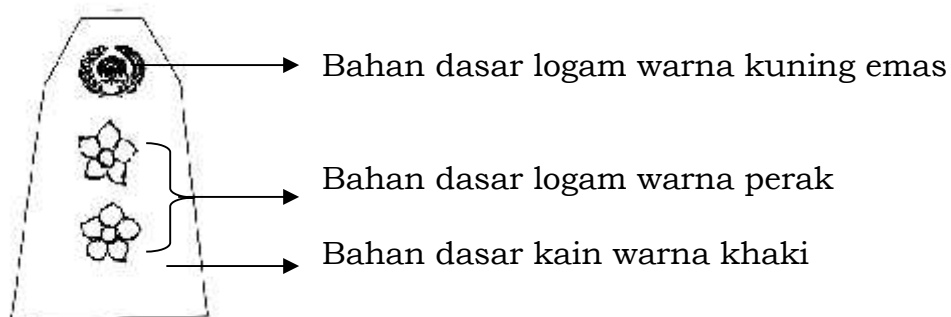 Bahan dasar logam warna kuning emas
Bahan dasar logam warna perak
Bahan dasar kain warna khaki